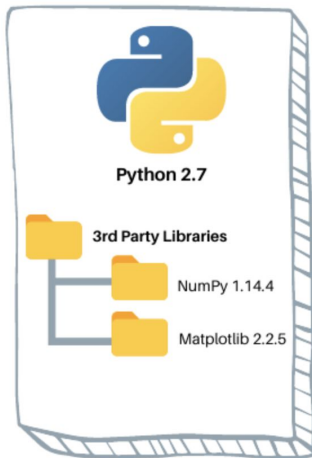 Python 2.7
3rd Party Libraries
NumPy 1.14.4
Matplotlib 2.2.5